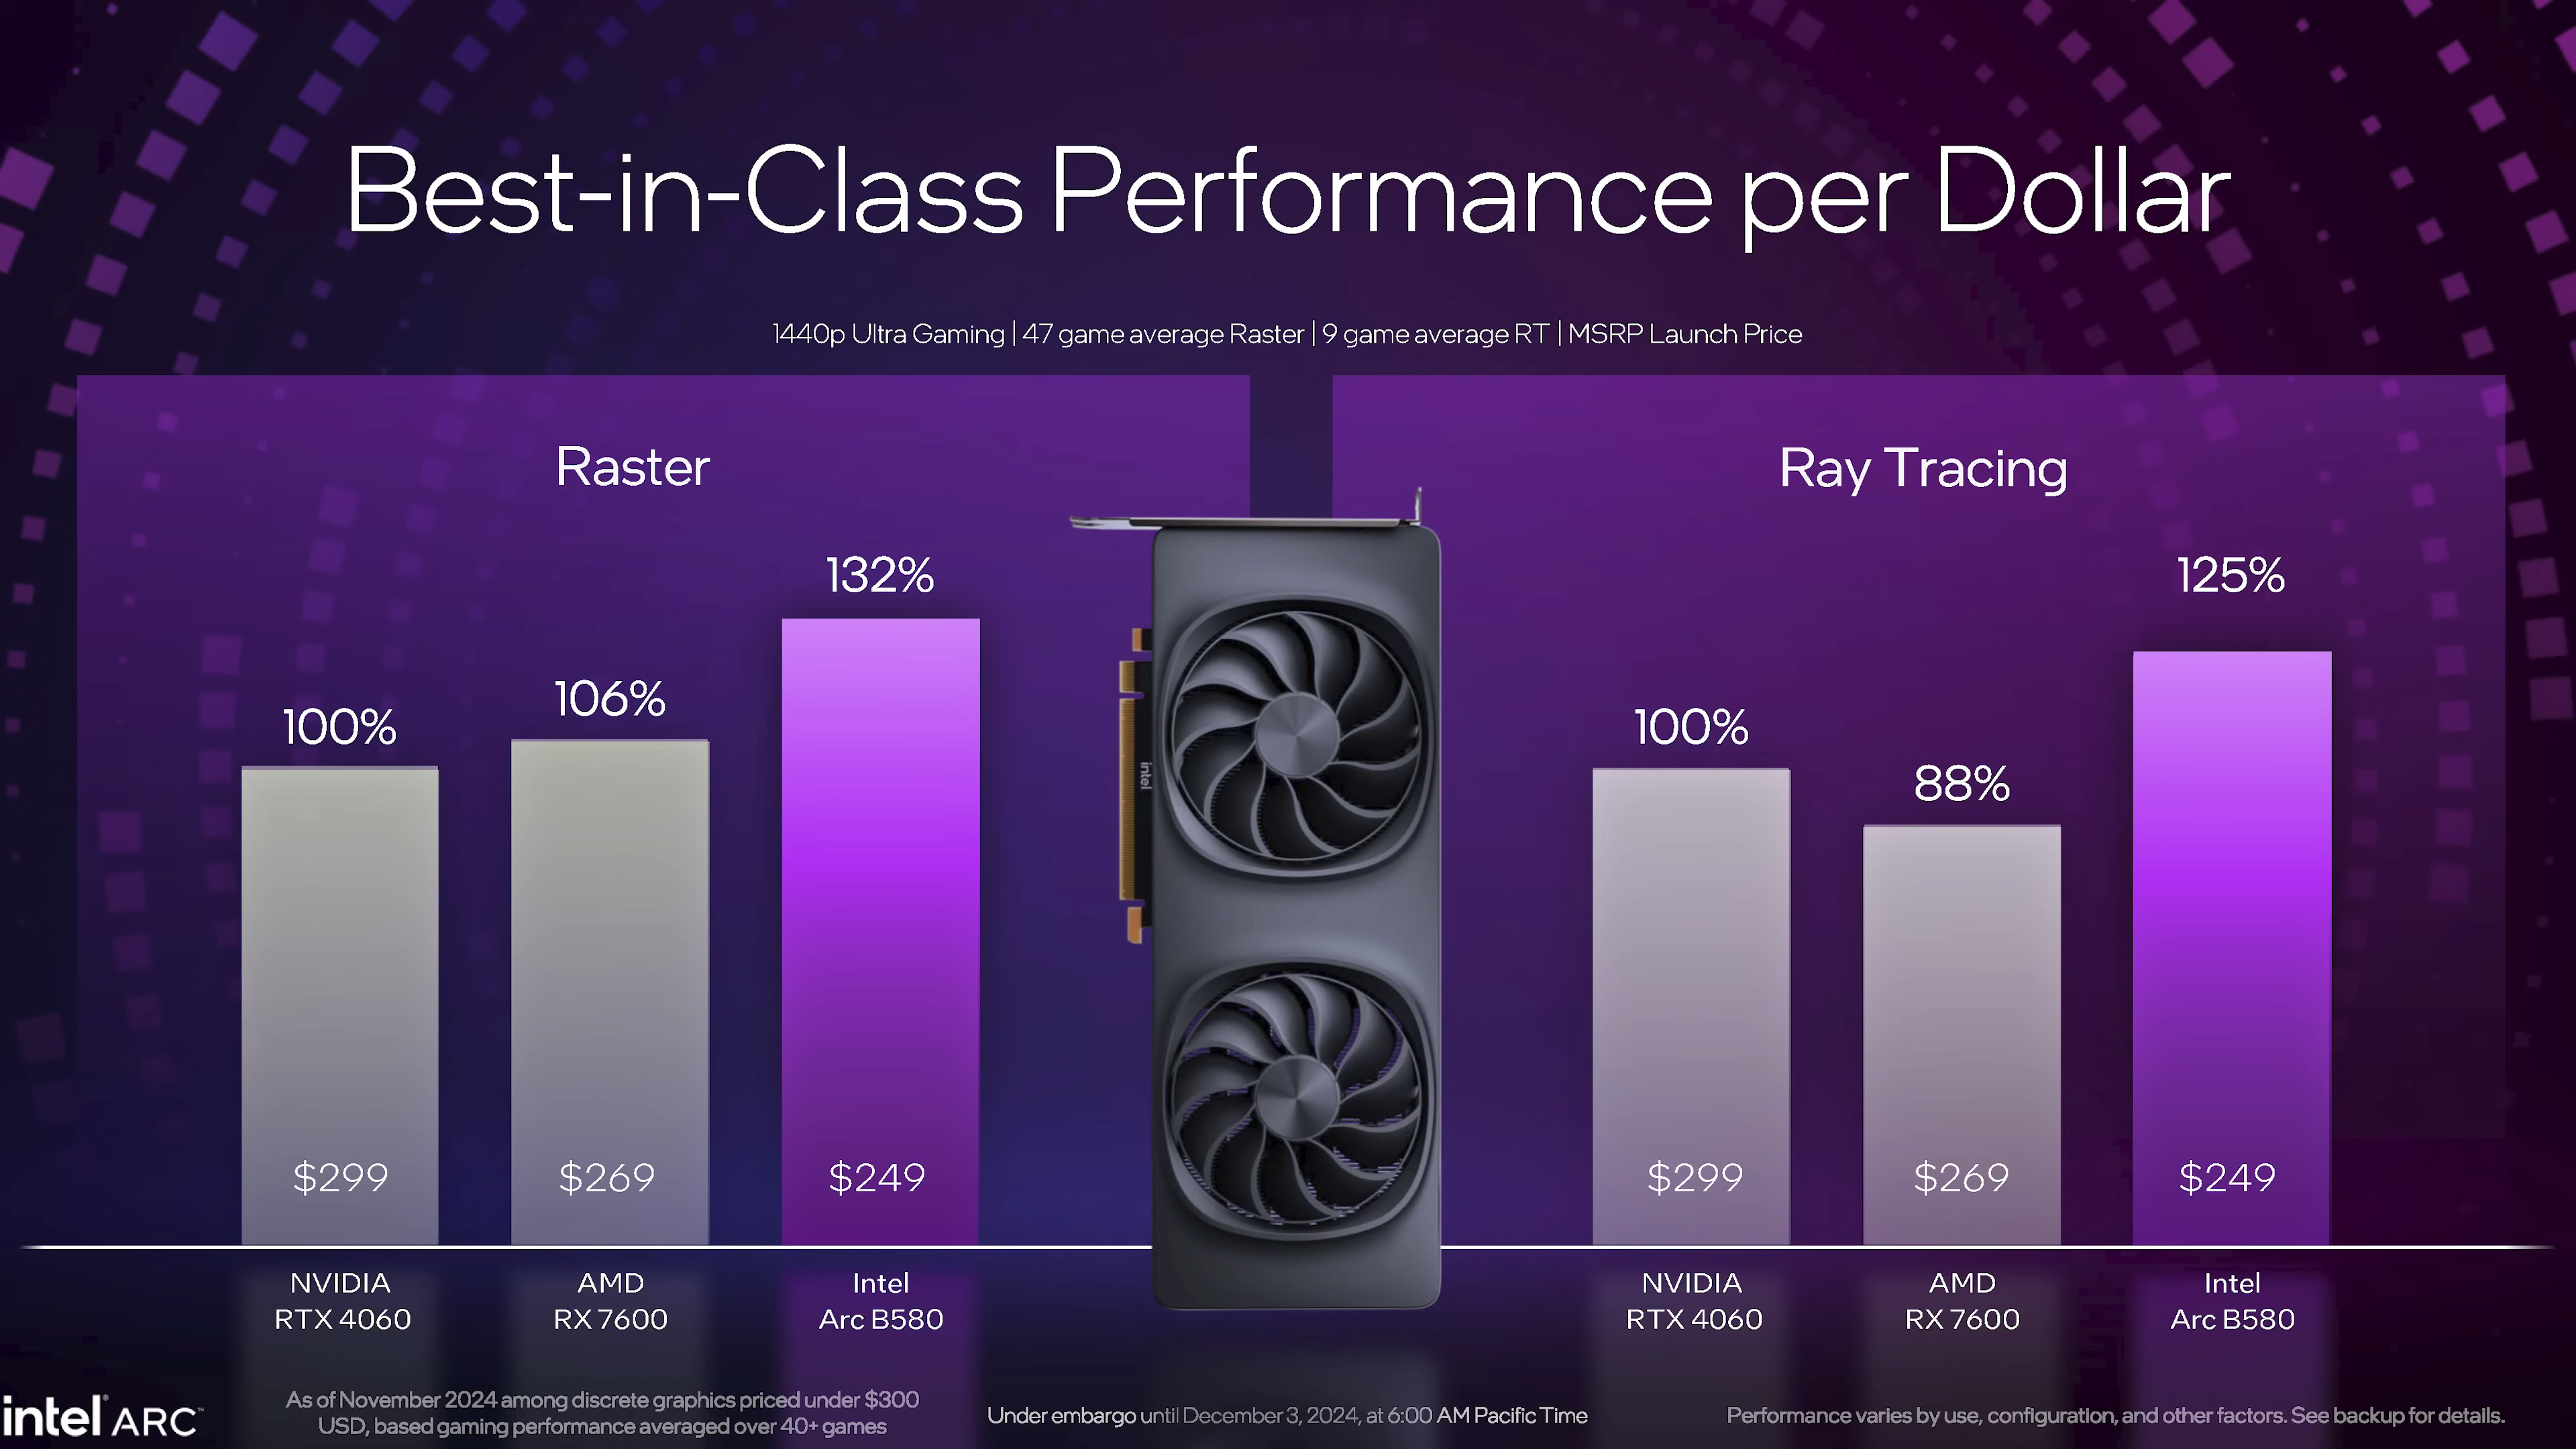 Best-in-Class Performance per Dollar
1440p Ultra Gaming | 47 game average Raster | 9 game average RT | MSRP Launch Price
Raster
100%
106%
132%
$299
$269
$249
NVIDIA
RTX 4060
AMD
RX 7600
Intel
Arc B580
intel
Ray Tracing
100%
88%
125%
$299
$269
$249
NVIDIA
RTX 4060
AMD
RX 7600
Intel
Arc B580
intel ARC™
As of November 2024 among discrete graphics priced under $300
USD, based gaming performance averaged over 40+ games
Under embargo until December 3, 2024, at 6:00 AM Pacific Time
Performance varies by use, configuration, and other factors. See backup for details.